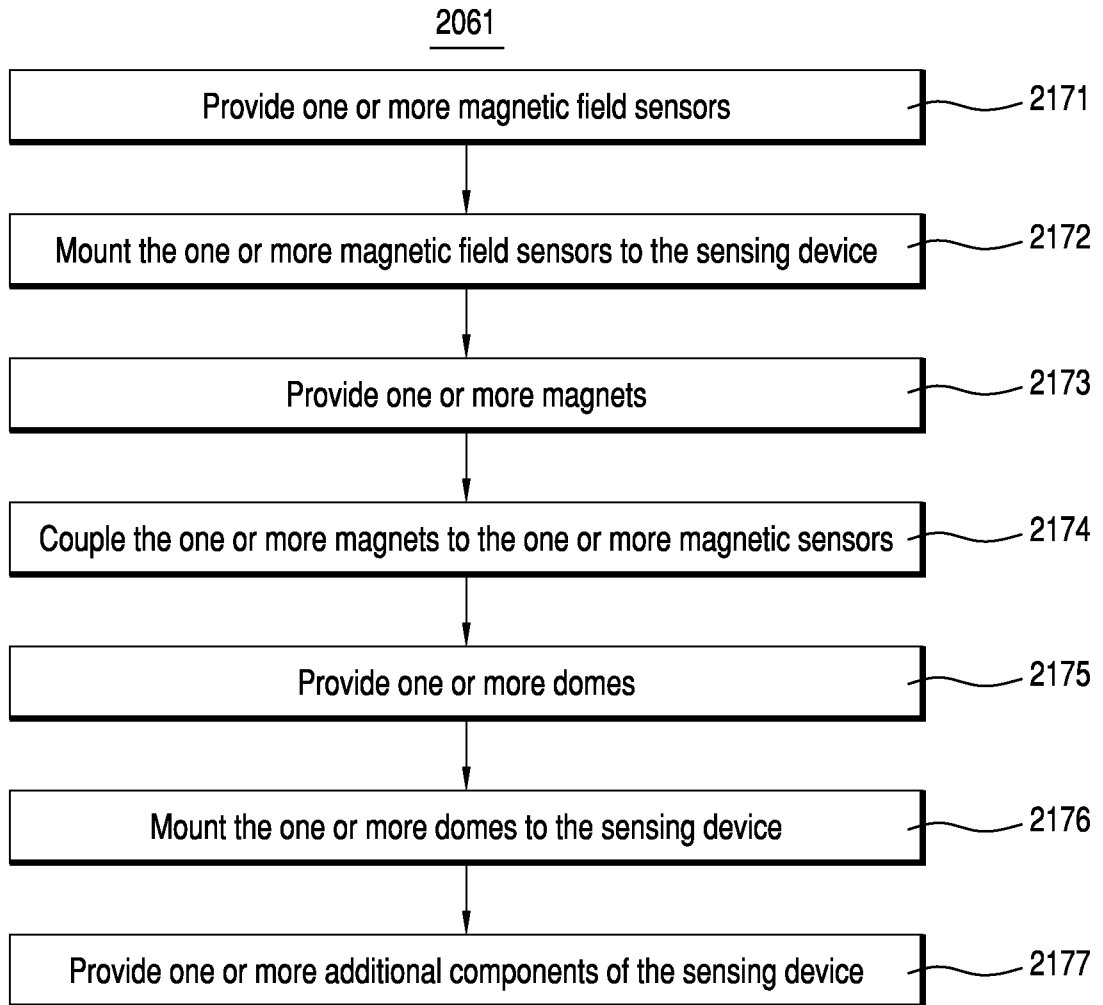 2061
Provide one or more magnetic field sensors
2171
Mount the one or more magnetic field sensors to the sensing device
2172
Provide one or more magnets
2173
Couple the one or more magnets to the one or more magnetic sensors
2174
Provide one or more domes
2175
Mount the one or more domes to the sensing device
2176
Provide one or more additional components of the sensing device
2177